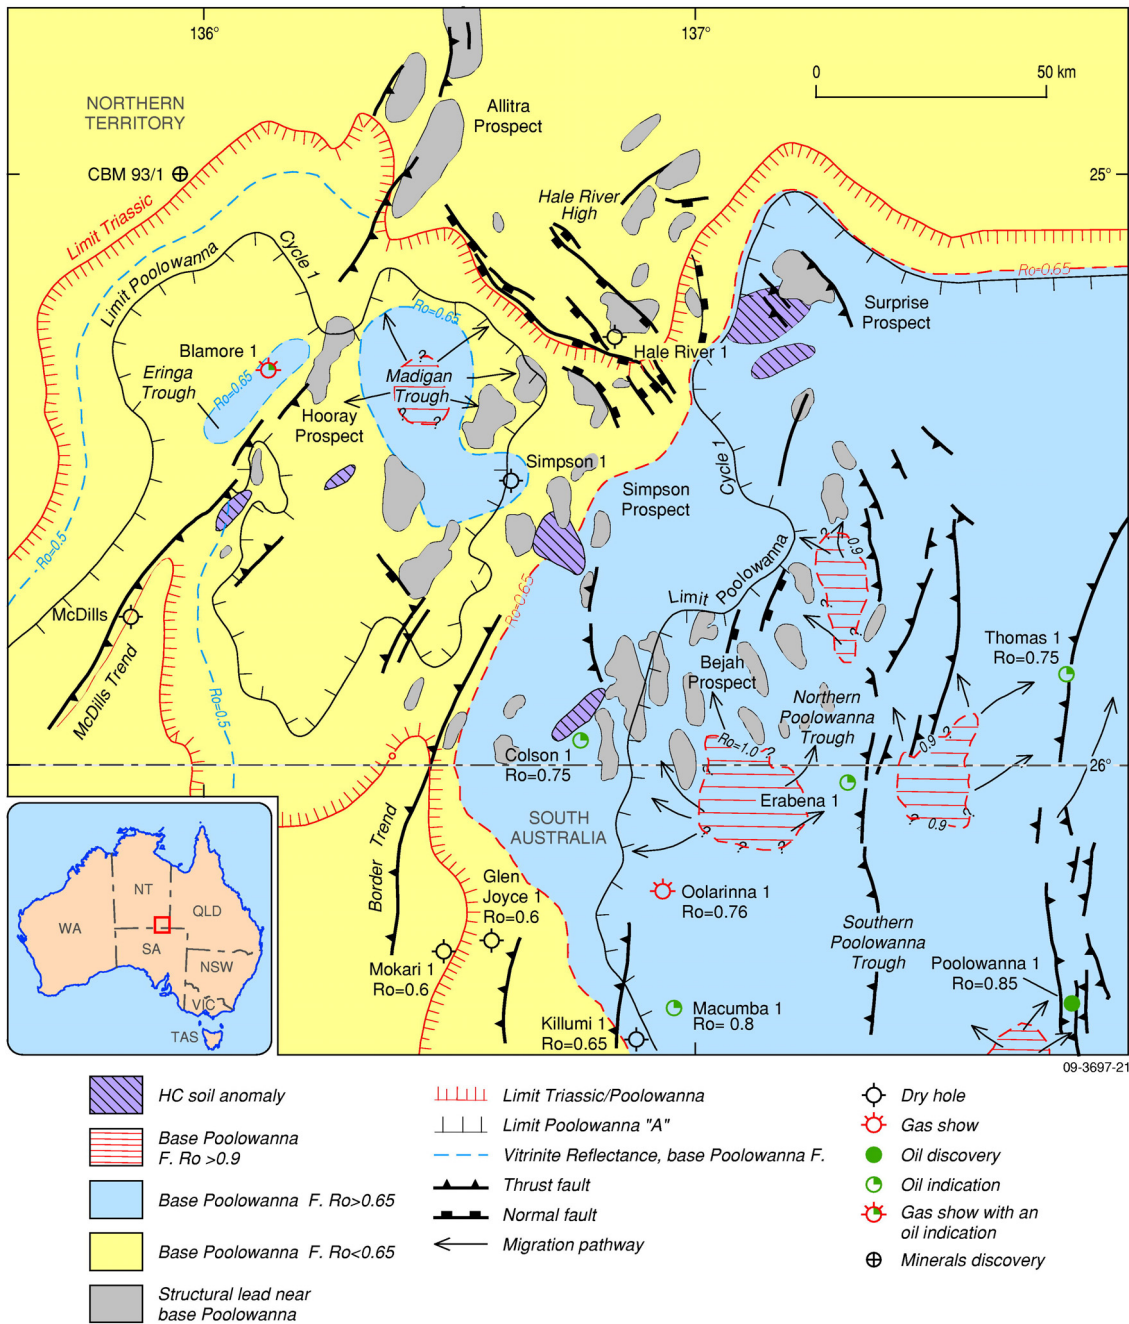 136°
137°
0
50 km
NORTHERN
TERRITORY
Allitra
Prospect
CBM 93/1
25°
Hale River
High
Limit Triassic
Limit Poolowanna
Cycle 1
Ro=0.65
Ro=0.65
Surprise
Prospect
Blamore 1
Hale River 1
Eringa
Trough
Ro=0.65
?
Madigan
Trough
? ?
?
Hooray
Prospect
Simpson 1
Cycle 1
Simpson
Prospect
Ro=0.5
Ro=0.65
?
0.9
?
?
Limit Poolowanna
McDills
McDills Trend
Thomas 1
Ro=0.75
Bejah
Prospect
Northern
Poolowanna
Trough
Ro=0.5
Ro=1.0 ?
0.9 ?
Colson 1
Ro=0.75
26°
Erabena 1
SOUTH
AUSTRALIA
? ? ? ?
? 0.9 ?
Border Trend
Glen
Joyce 1
Ro=0.6
Oolarinna 1
Ro=0.76
Southern
Poolowanna
Trough
Mokari 1
Ro=0.6
Poolowanna 1
Ro=0.85
Macumba 1
Ro= 0.8
Killumi 1
Ro=0.65
NT
QLD
WA
SA
NSW
VIC
TAS
09-3697-21
HC soil anomaly
Base Poolowanna
F. Ro >0.9
Base Poolowanna F. Ro>0.65
Base Poolowanna F. Ro<0.65
Structural lead near
base Poolowanna
Limit Triassic/Poolowanna
Limit Poolowanna "A"
Vitrinite Reflectance, base Poolowanna F.
Thrust fault
Normal fault
Migration pathway
Dry hole
Gas show
Oil discovery
Oil indication
Gas show with an
oil indication
Minerals discovery